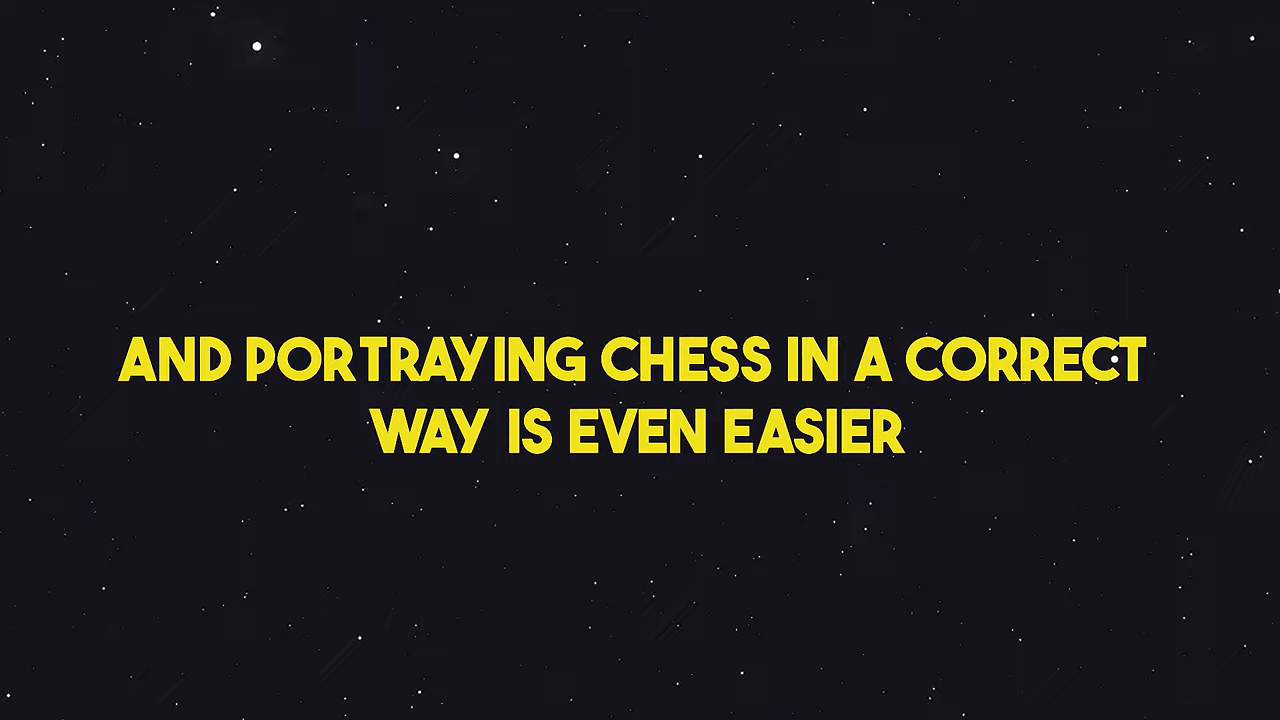 AND PORTRAYING CHESS IN A CORRECT
WAY IS EVEN EASIER